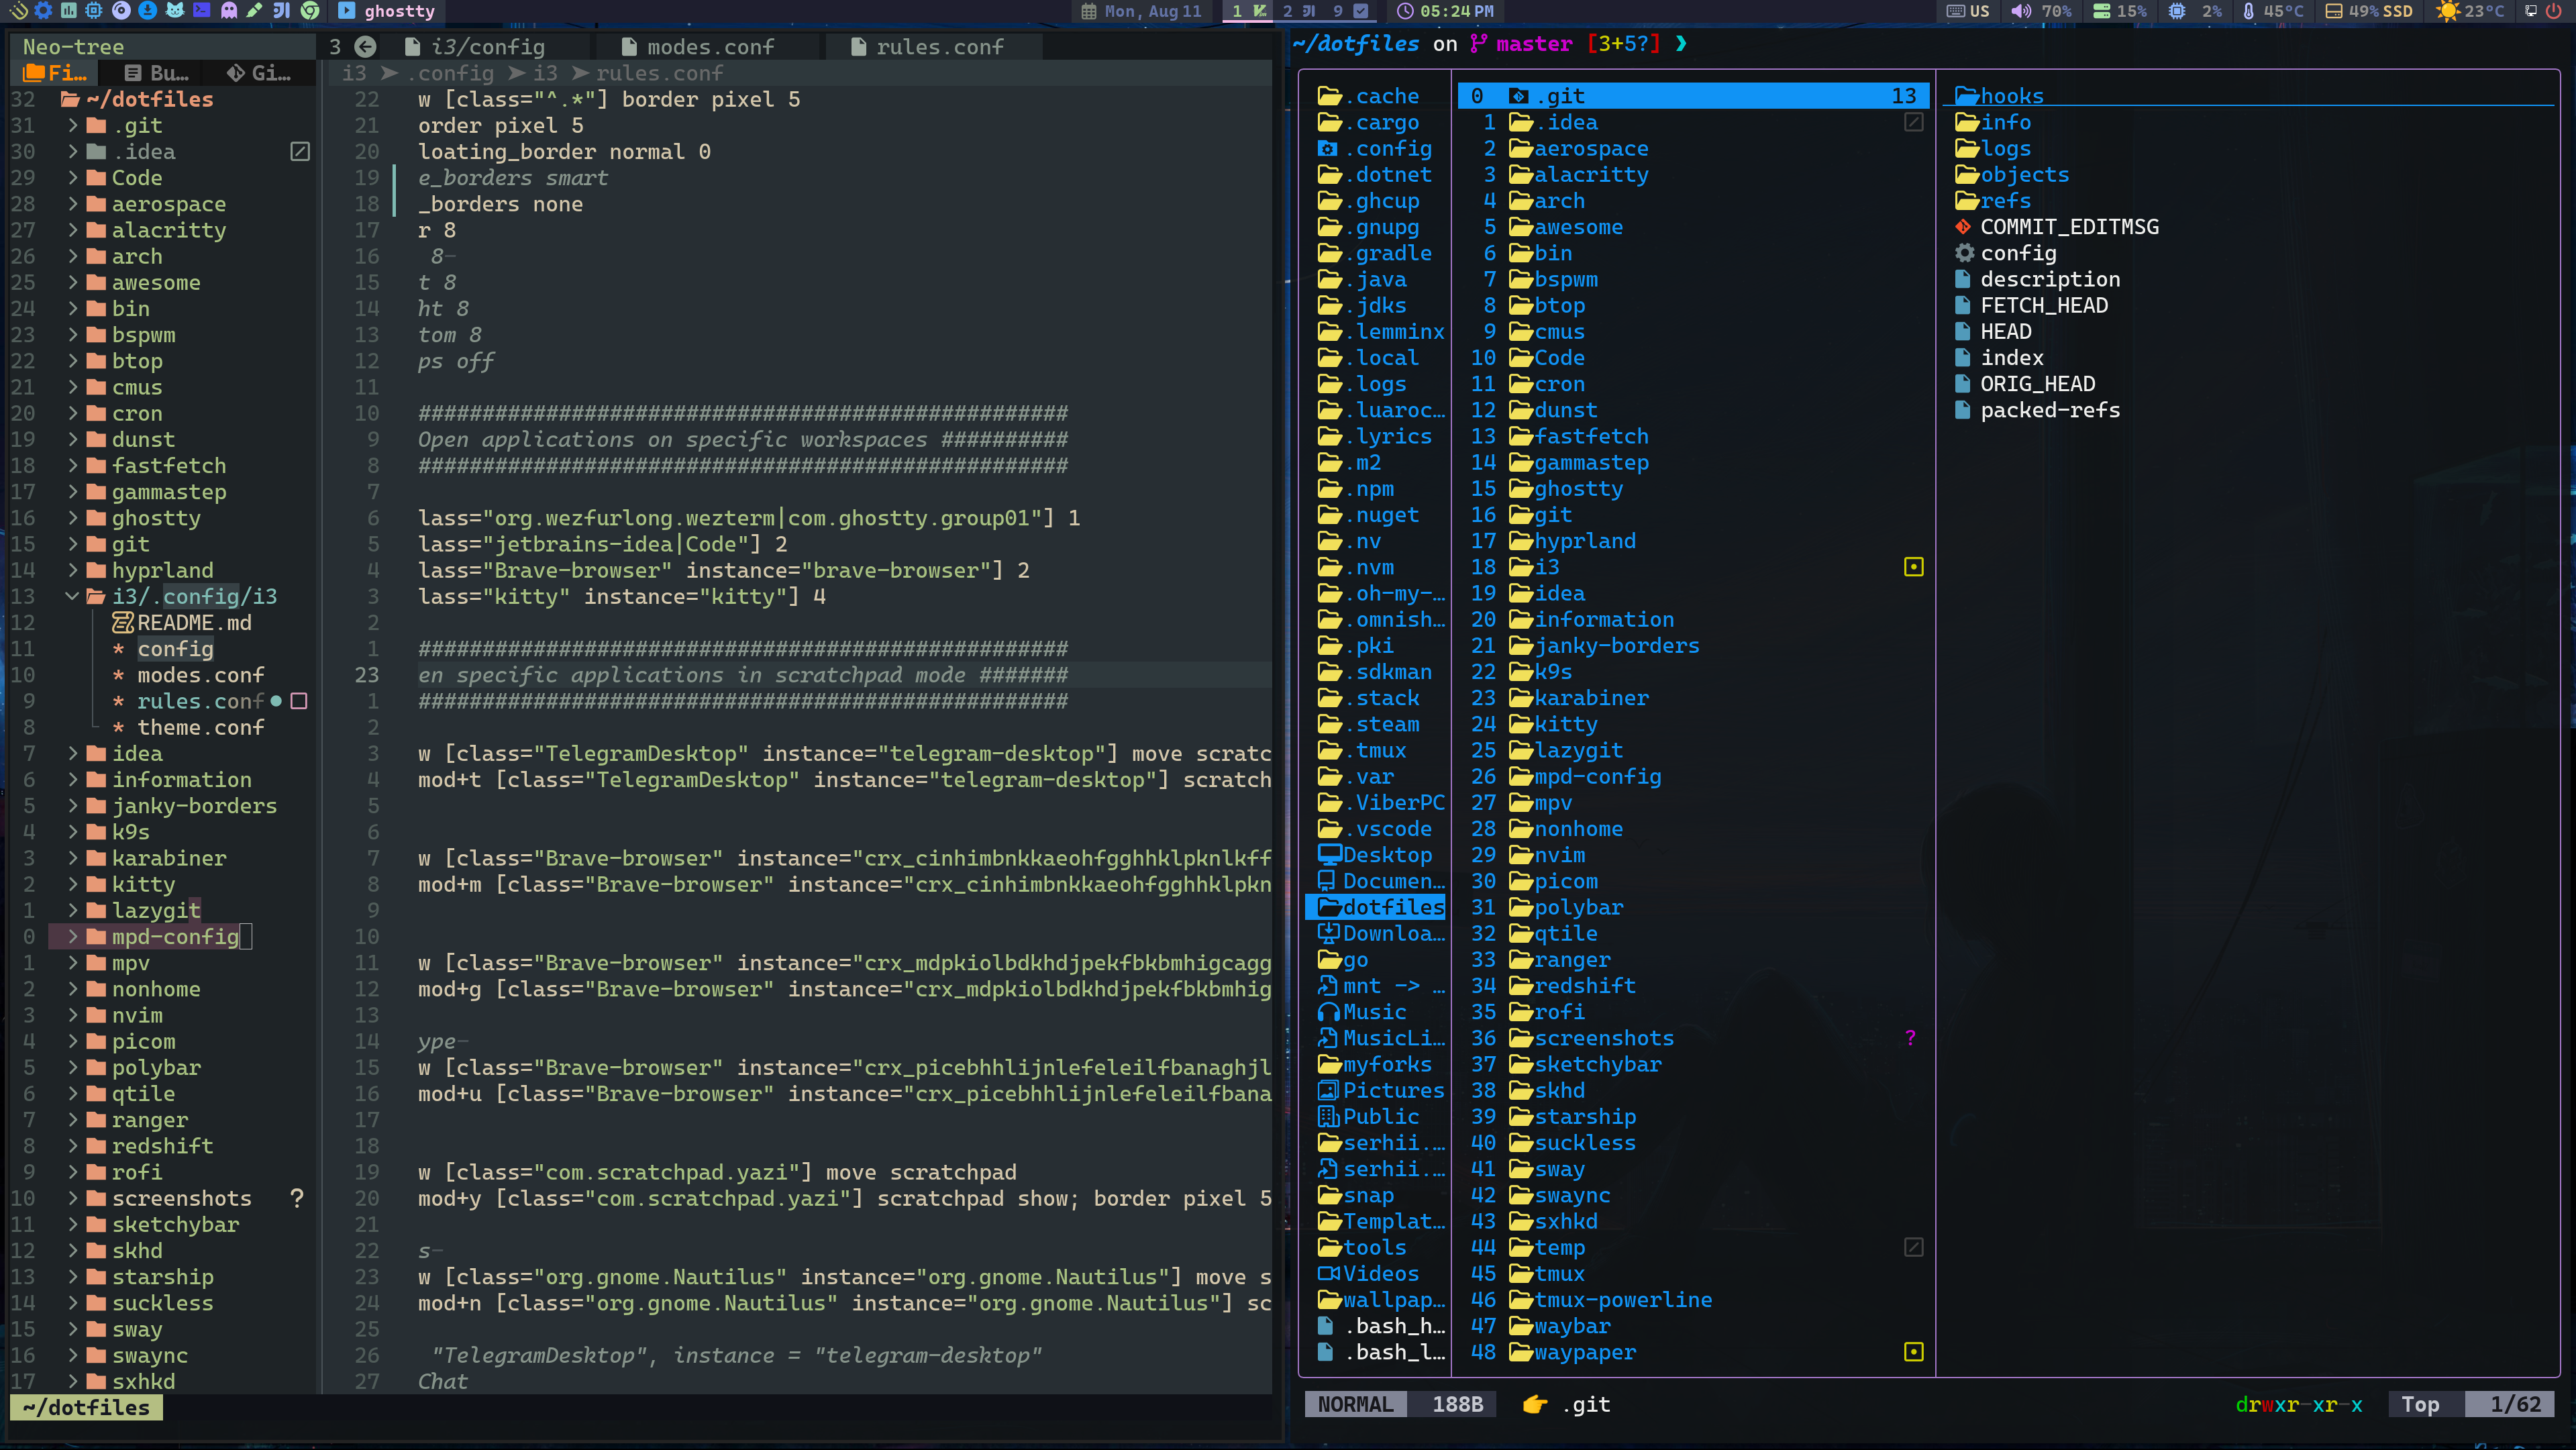 ghostty
Mon, Aug 11
1
2
9
05:24 PM
US
70%
15%
2%
45°C
49% SSD
23°C
Neo-tree
Fi…
Bu…
Gi…
32 ~/dotfiles
31 .git
30 .idea
29 Code
28 aerospace
27 alacritty
26 arch
25 awesome
24 bin
23 bspwm
22 btop
21 cmus
20 cron
19 dunst
18 fastfetch
17 gammastep
16 ghostty
15 git
14 hyprland
13 i3/.config/i3
12 README.md
11 * config
10 * modes.conf
9 * rules.conf
8 * theme.conf
7 idea
6 information
5 janky-borders
4 k9s
3 karabiner
2 kitty
1 lazygit
0 mpd-config
1 mpv
2 nonhome
3 nvim
4 picom
5 polybar
6 qtile
7 ranger
8 redshift
9 rofi
10 screenshots ?
11 sketchybar
12 skhd
13 starship
14 suckless
15 sway
16 swaync
17 sxhkd
~/dotfiles
3
i3/config
modes.conf
rules.conf
i3 ➤ .config ➤ i3 ➤ rules.conf
22 w [class="^.*"] border pixel 5
21 order pixel 5
20 loating_border normal 0
19 e_borders smart
18 _borders none
17 r 8
16 8-
15 t 8
14 ht 8
13 tom 8
12 ps off
11
10 ###################################################
9 Open applications on specific workspaces ##########
8 ###################################################
7
6 lass="org.wezfurlong.wezterm|com.ghostty.group01"] 1
5 lass="jetbrains-idea|Code"] 2
4 lass="Brave-browser" instance="brave-browser"] 2
3 lass="kitty" instance="kitty"] 4
2
1 ###################################################
23 en specific applications in scratchpad mode #######
1 ###################################################
2
3 w [class="TelegramDesktop" instance="telegram-desktop"] move scratc
4 mod+t [class="TelegramDesktop" instance="telegram-desktop"] scratch
5
6
7 w [class="Brave-browser" instance="crx_cinhimbnkkaeohfgghhklpknlkff
8 mod+m [class="Brave-browser" instance="crx_cinhimbnkkaeohfgghhklpkn
9
10
11 w [class="Brave-browser" instance="crx_mdpkiolbdkhdjpekfbkbmhigcagg
12 mod+g [class="Brave-browser" instance="crx_mdpkiolbdkhdjpekfbkbmhig
13
14 ype-
15 w [class="Brave-browser" instance="crx_picebhhlijnlefeleilfbanaghjl
16 mod+u [class="Brave-browser" instance="crx_picebhhlijnlefeleilfbana
17
18
19 w [class="com.scratchpad.yazi"] move scratchpad
20 mod+y [class="com.scratchpad.yazi"] scratchpad show; border pixel 5
21
22 s-
23 w [class="org.gnome.Nautilus" instance="org.gnome.Nautilus"] move s
24 mod+n [class="org.gnome.Nautilus" instance="org.gnome.Nautilus"] sc
25
26 "TelegramDesktop", instance = "telegram-desktop"
27 Chat
~/dotfiles on master [3+5?] ❯
.cache
.cargo
.config
.dotnet
.ghcup
.gnupg
.gradle
.java
.jdks
.lemminx
.local
.logs
.luaroc…
.lyrics
.m2
.npm
.nuget
.nv
.nvm
.oh-my-…
.omnish…
.pki
.sdkman
.stack
.steam
.tmux
.var
.ViberPC
.vscode
Desktop
Documen…
dotfiles
Downloa…
go
mnt -> …
Music
MusicLi…
myforks
Pictures
Public
serhii.…
serhii.…
snap
Templat…
tools
Videos
wallpap…
.bash_h…
.bash_l…
0 .git 13
1 .idea
2 aerospace
3 alacritty
4 arch
5 awesome
6 bin
7 bspwm
8 btop
9 cmus
10 Code
11 cron
12 dunst
13 fastfetch
14 gammastep
15 ghostty
16 git
17 hyprland
18 i3
19 idea
20 information
21 janky-borders
22 k9s
23 karabiner
24 kitty
25 lazygit
26 mpd-config
27 mpv
28 nonhome
29 nvim
30 picom
31 polybar
32 qtile
33 ranger
34 redshift
35 rofi
36 screenshots ?
37 sketchybar
38 skhd
39 starship
40 suckless
41 sway
42 swaync
43 sxhkd
44 temp
45 tmux
46 tmux-powerline
47 waybar
48 waypaper
hooks
info
logs
objects
refs
COMMIT_EDITMSG
config
description
FETCH_HEAD
HEAD
index
ORIG_HEAD
packed-refs
NORMAL 188B 👉 .git
drwxr-xr-x Top 1/62